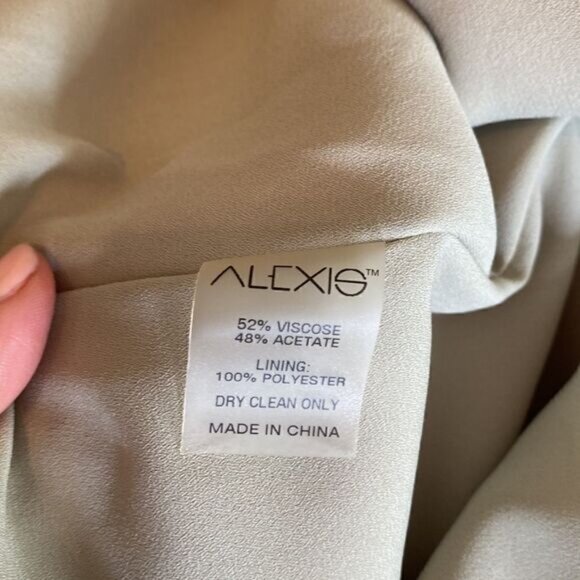 ALEXIS™
52% VISCOSE
48% ACETATE
LINING:
100% POLYESTER
DRY CLEAN ONLY
MADE IN CHINA